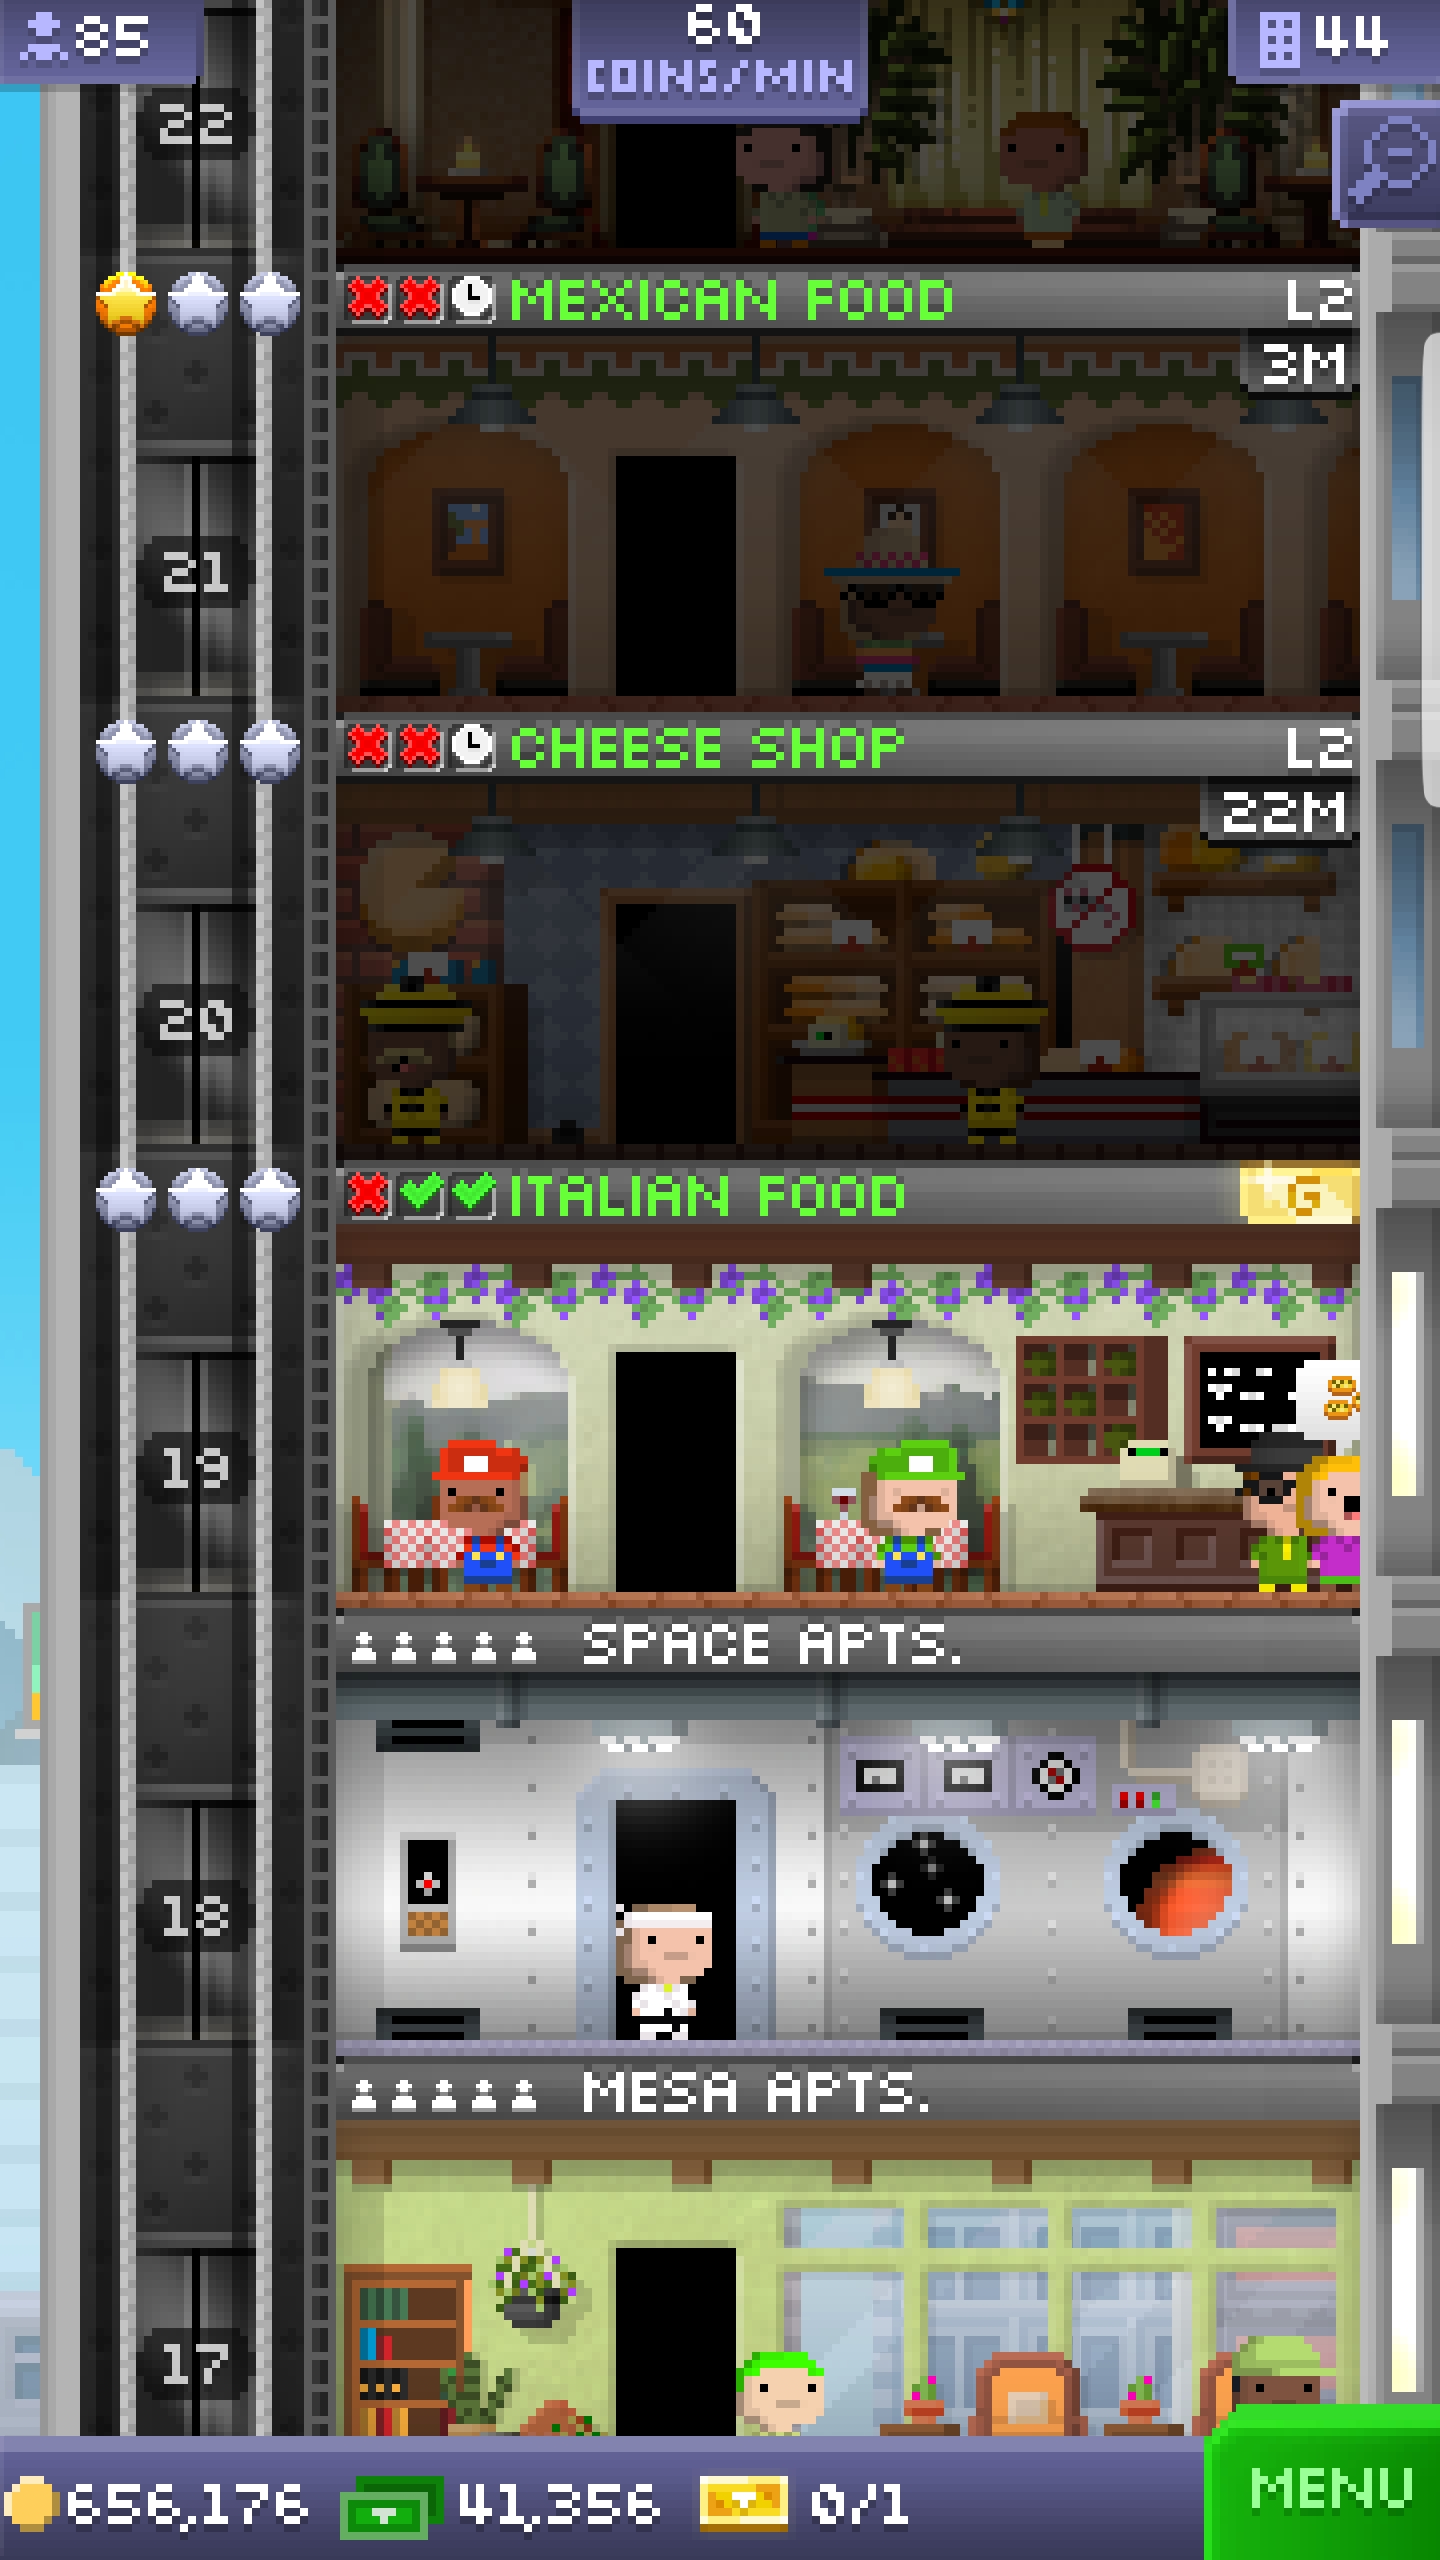 85
60
COINS/MIN
44
22
MEXICAN FOOD
L2
3M
21
CHEESE SHOP
L2
22M
20
ITALIAN FOOD
G
19
SPACE APTS.
18
MESA APTS.
17
656,176
41,356
0/1
MENU